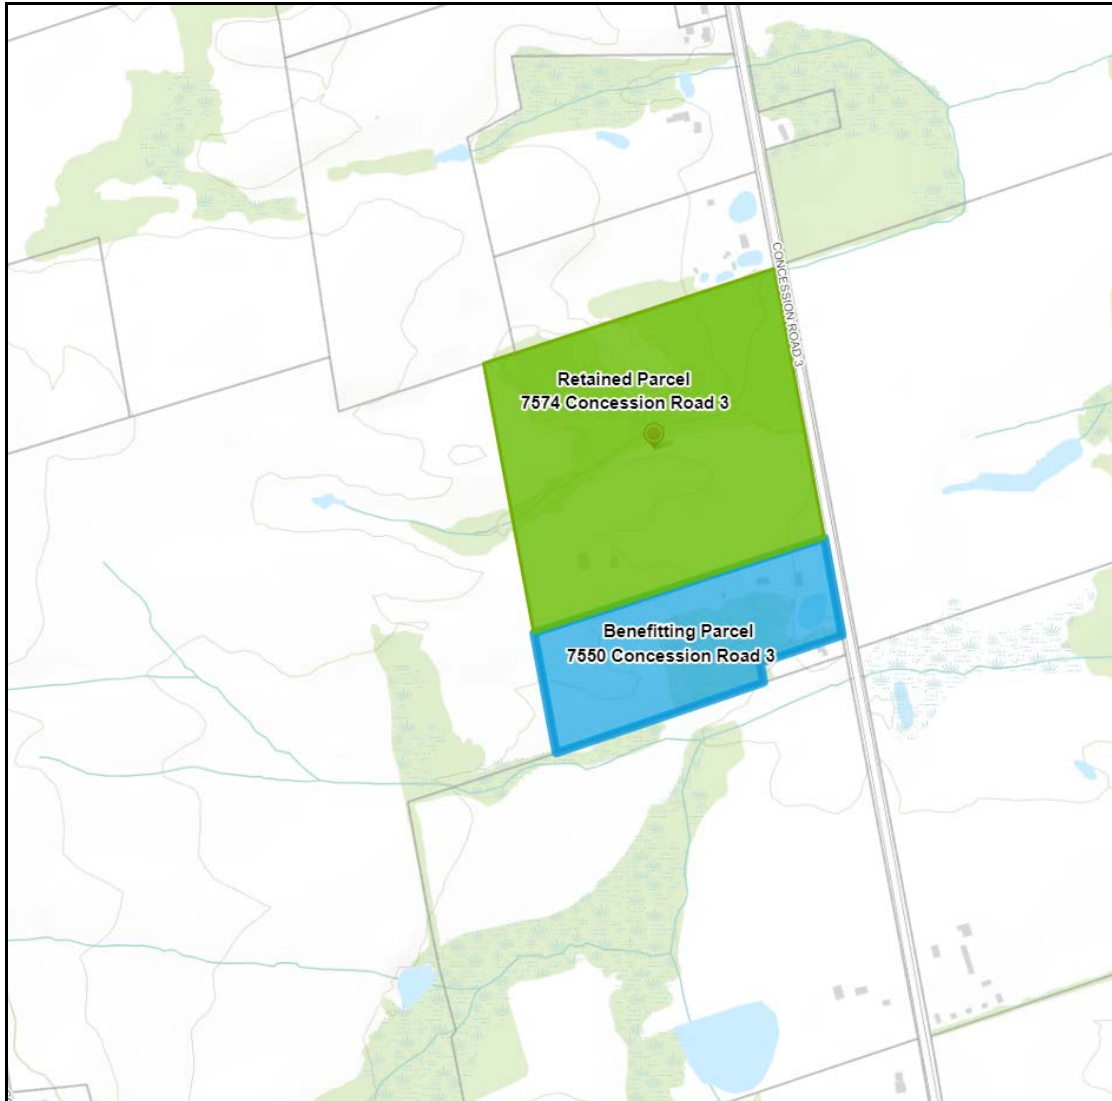 CONCESSION ROAD 3
Retained Parcel
7574 Concession Road 3
Benefitting Parcel
7550 Concession Road 3